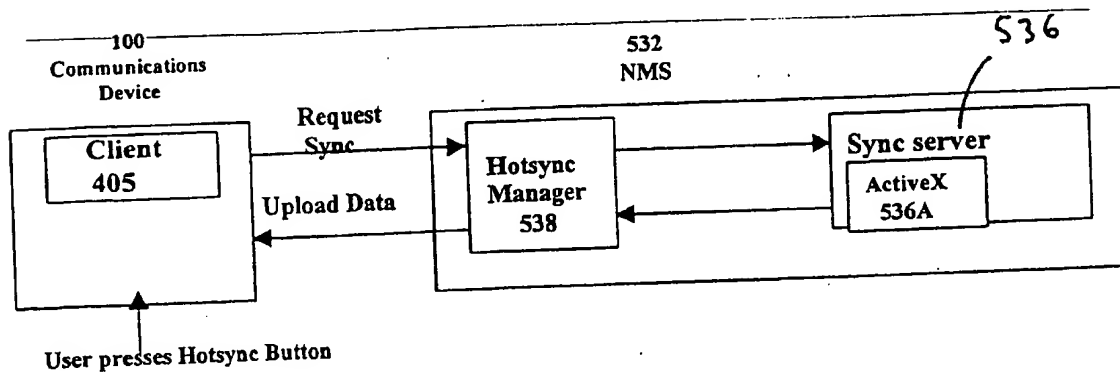 100
Communications
Device
532
NMS
536
Client
405
Request
Sync
Upload Data
Hotsync
Manager
538
Sync server
ActiveX
536A
User presses Hotsync Button